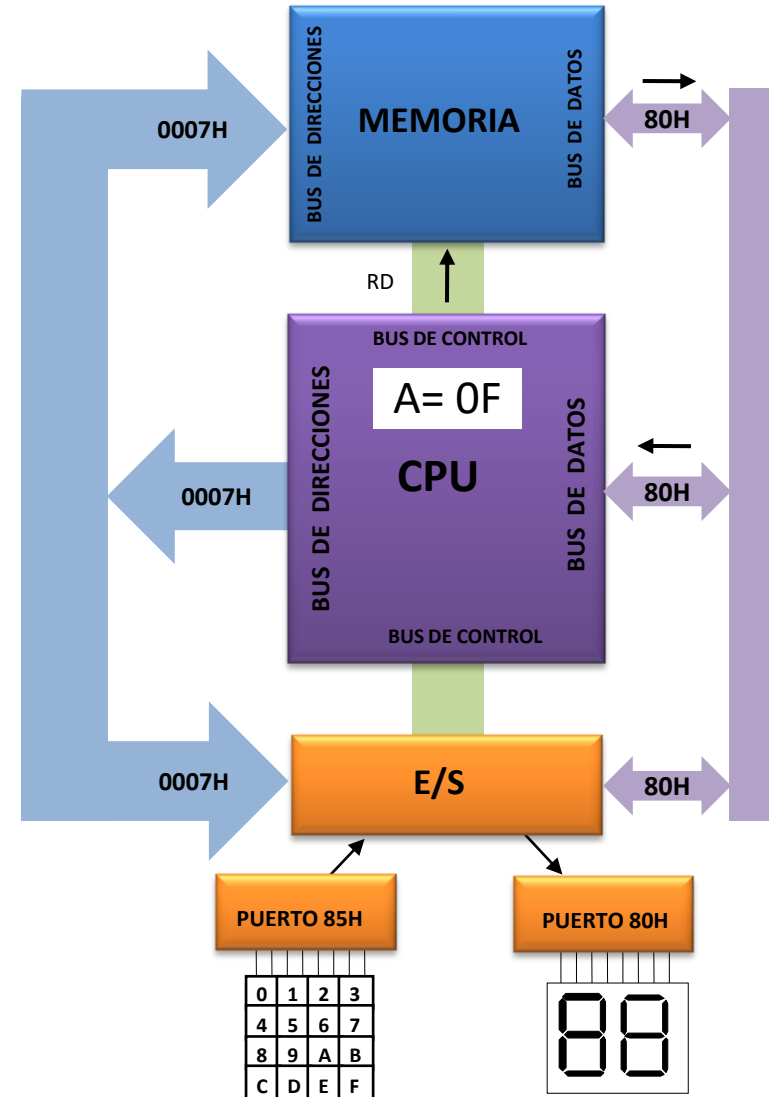 0007H
BUS DE DIRECCIONES
MEMORIA
BUS DE DATOS
80H
RD
BUS DE CONTROL
A= 0F
0007H
BUS DE DIRECCIONES
CPU
BUS DE DATOS
80H
BUS DE CONTROL
0007H
E/S
80H
PUERTO 85H
PUERTO 80H
0 1 2 3
4 5 6 7
8 9 A B
C D E F
88